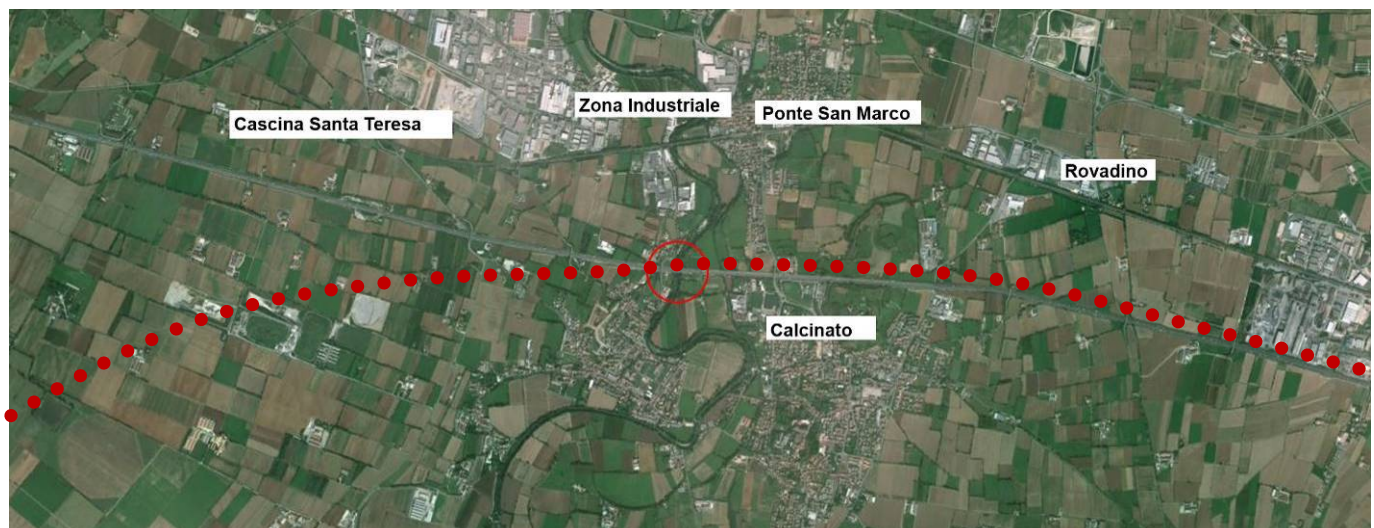 Zona Industriale
Ponte San Marco
Cascina Santa Teresa
Rovadino
Calcinato